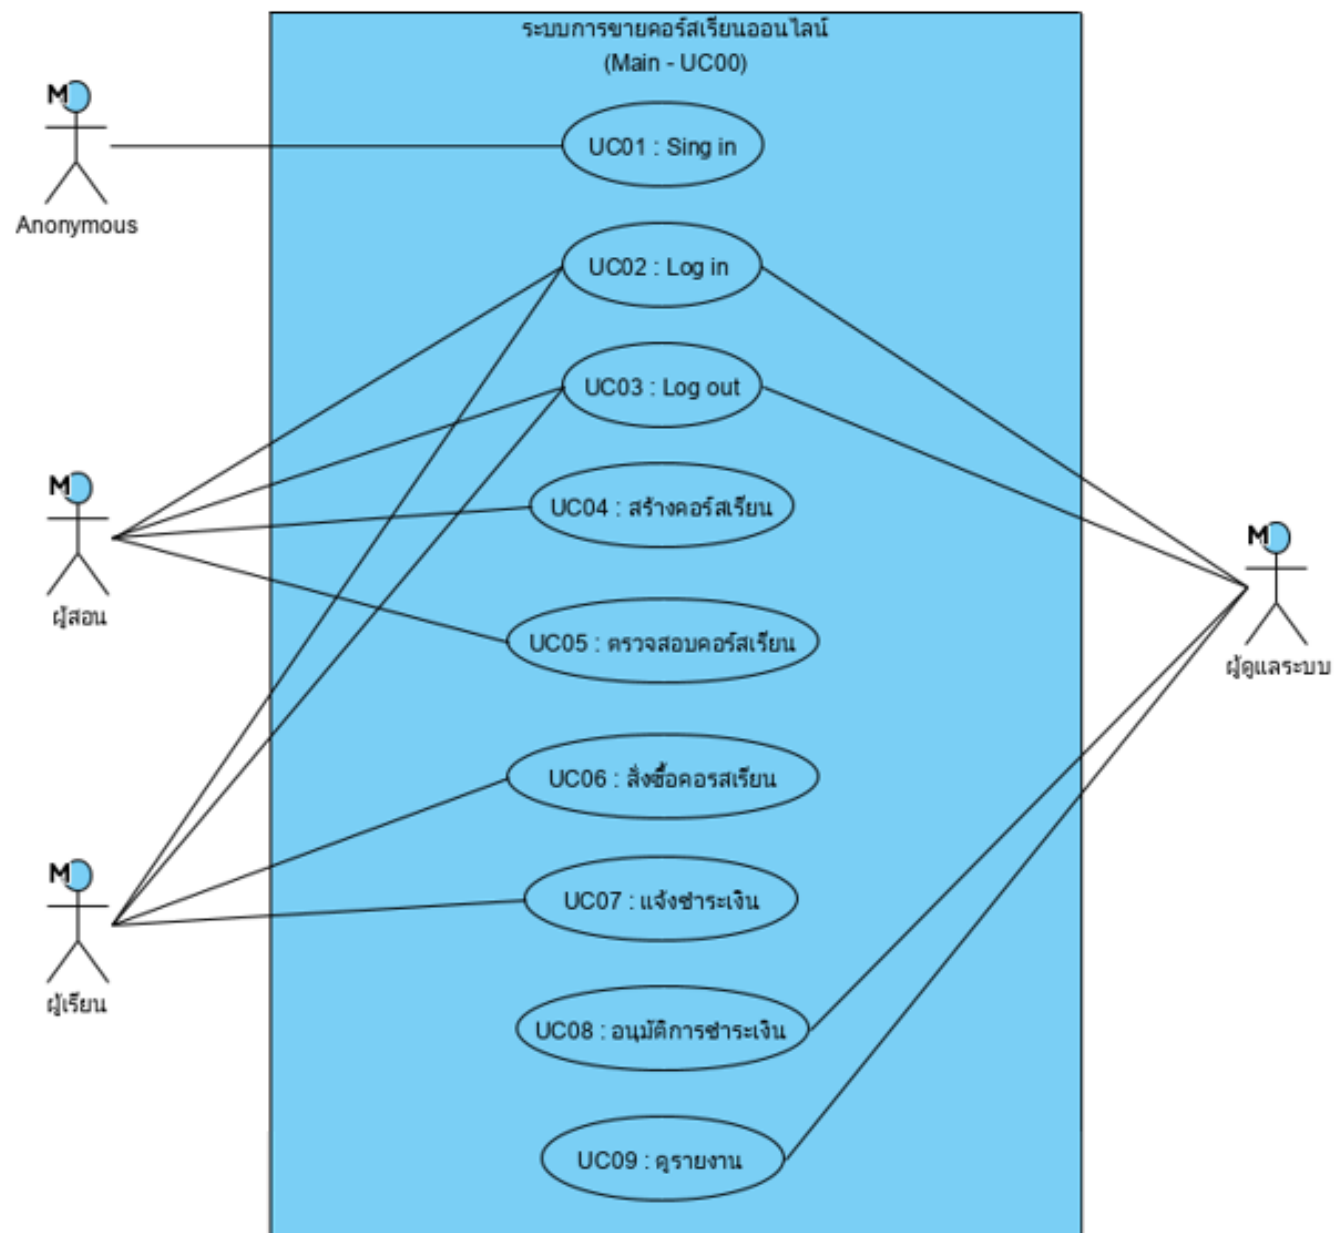 ระบบการขายคอร์สเรียนออนไลน์
(Main - UC00)
M
Anonymous
UC01 : Sing in
UC02 : Log in
UC03 : Log out
M
ผู้สอน
UC04 : สร้างคอร์สเรียน
M
ผู้ดูแลระบบ
UC05 : ตรวจสอบคอร์สเรียน
UC06 : สั่งซื้อคอรสเรียน
M
ผู้เรียน
UC07 : แจ้งชำระเงิน
UC08 : อนุมัติการชำระเงิน
UC09 : ดูรายงาน